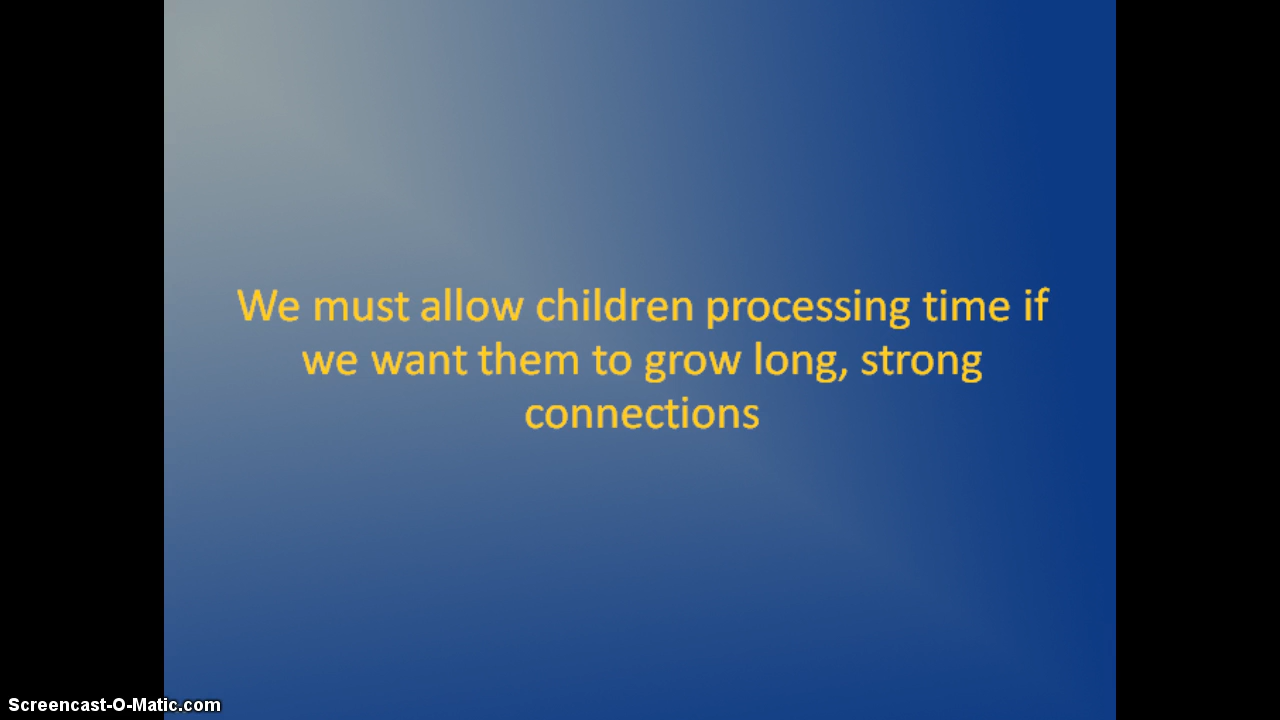 We must allow children processing time if
we want them to grow long, strong
connections
Screencast-O-Matic.com